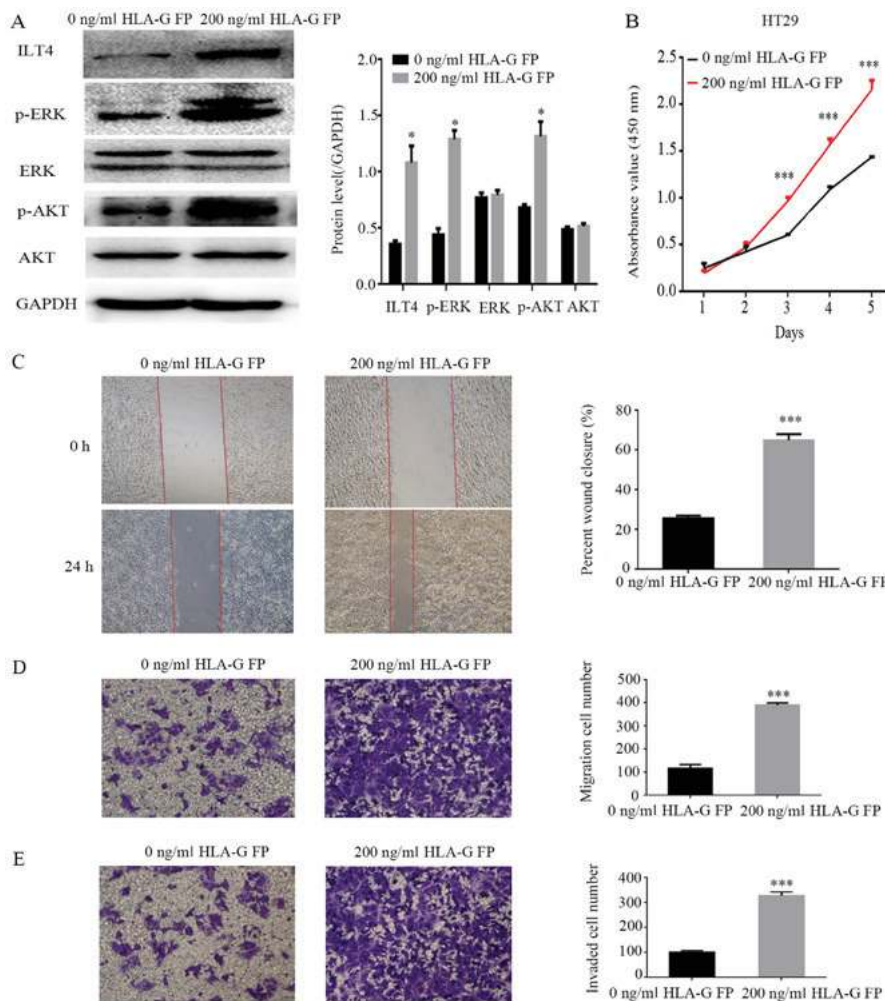 A
0 ng/ml HLA-G FP 200 ng/ml HLA-G FP
ILT4
p-ERK
ERK
p-AKT
AKT
GAPDH
0 ng/ml HLA-G FP
200 ng/ml HLA-G FP
Protein level(/GAPDH)
2.0
1.5
1.0
0.5
0.0
* * *
ILT4 p-ERK ERK p-AKT AKT
B
HT29
0 ng/ml HLA-G FP
200 ng/ml HLA-G FP
Absorbance value (450 nm)
2.5
2.0
1.5
1.0
0.5
0.0
*** *** ***
1 2 3 4 5
Days
C
0 ng/ml HLA-G FP 200 ng/ml HLA-G FP
0 h
24 h
Percent wound closure (%)
80
60
40
20
0
***
0 ng/ml HLA-G FP 200 ng/ml HLA-G FP
D
0 ng/ml HLA-G FP 200 ng/ml HLA-G FP
Migration cell number
500
400
300
200
100
***
0 ng/ml HLA-G FP 200 ng/ml HLA-G FP
E
0 ng/ml HLA-G FP 200 ng/ml HLA-G FP
Invaded cell number
400
300
200
100
0
***
0 ng/ml HLA-G FP 200 ng/ml HLA-G FP